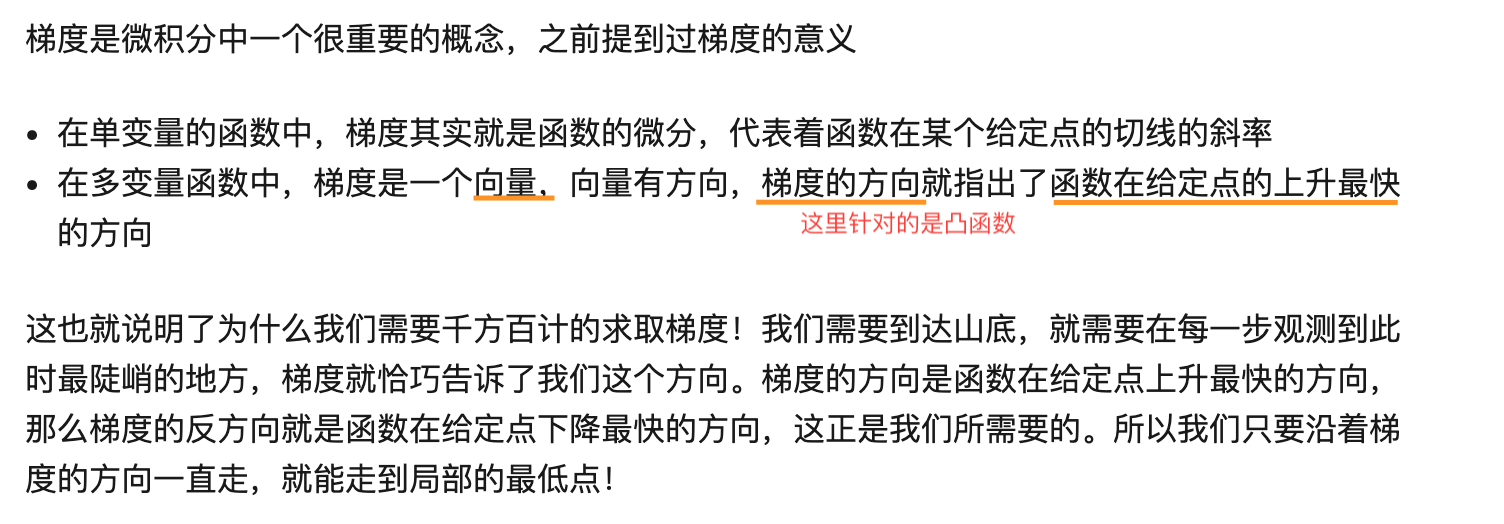 梯度是微积分中一个很重要的概念，之前提到过梯度的意义
• 在单变量的函数中，梯度其实就是函数的微分，代表着函数在某个给定点的切线的斜率
• 在多变量函数中，梯度是一个向量，向量有方向，梯度的方向就指出了函数在给定点的上升最快
的方向
这里针对的是凸函数
这也就说明了为什么我们需要千方百计的求取梯度！我们需要到达山底，就需要在每一步观测到此
时最陡峭的地方，梯度就恰巧告诉了我们这个方向。梯度的方向是函数在给定点上升最快的方向，
那么梯度的反方向就是函数在给定点下降最快的方向，这正是我们所需要的。所以我们只要沿着梯
度的方向一直走，就能走到局部的最低点！